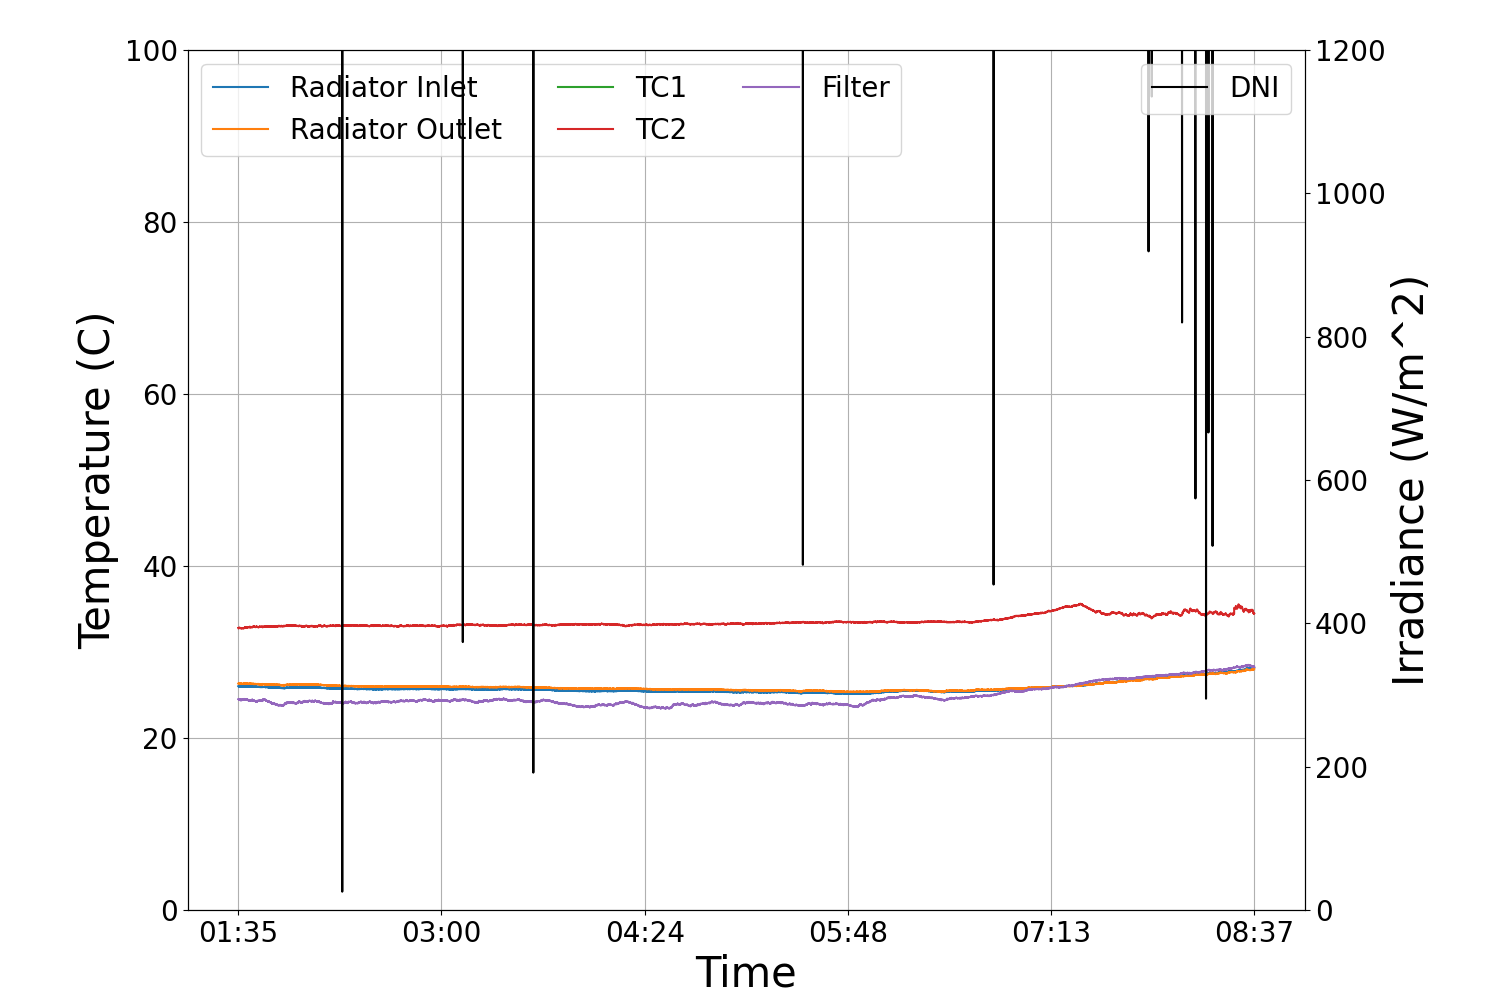 100
80
60
40
20
0
Temperature (C)
Radiator Inlet
Radiator Outlet
TC1
TC2
Filter
DNI
1200
1000
800
600
400
200
0
Irradiance (W/m^2)
01:35 03:00 04:24 05:48 07:13 08:37
Time